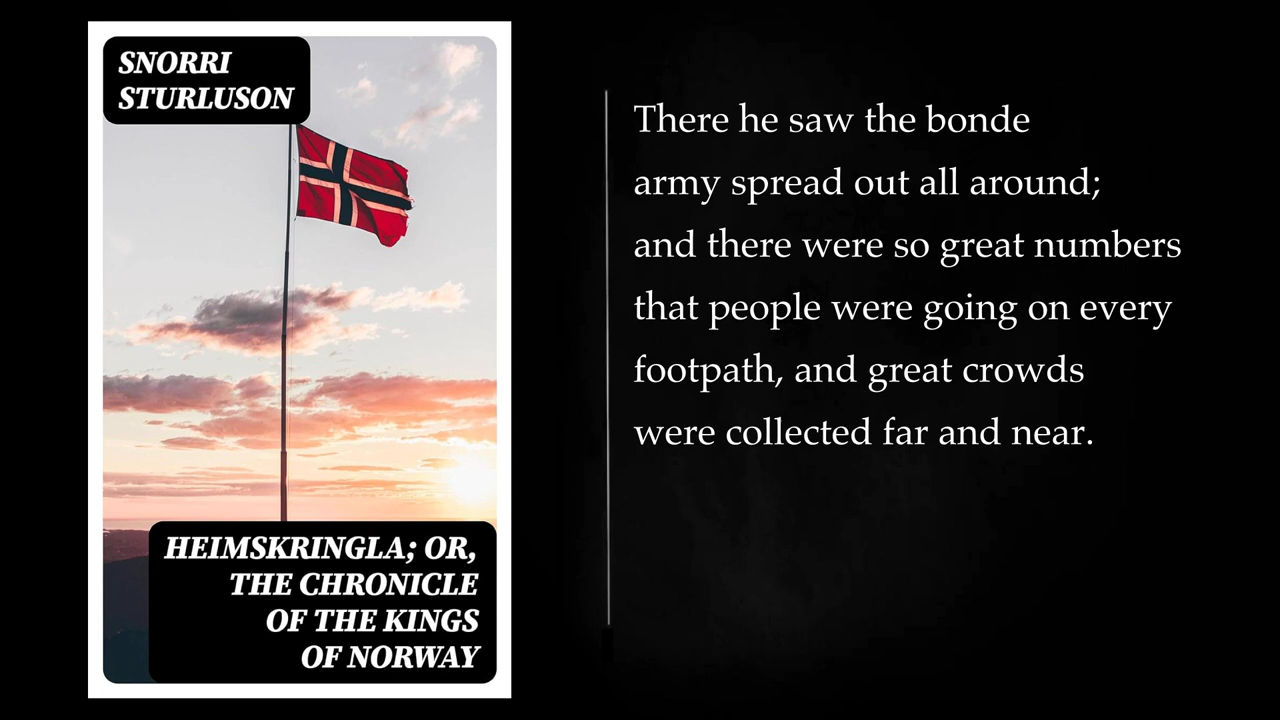 SNORRI
STURLUSON
HEIMSKRINGLA; OR,
THE CHRONICLE
OF THE KINGS
OF NORWAY
There he saw the bonde
army spread out all around;
and there were so great numbers
that people were going on every
footpath, and great crowds
were collected far and near.